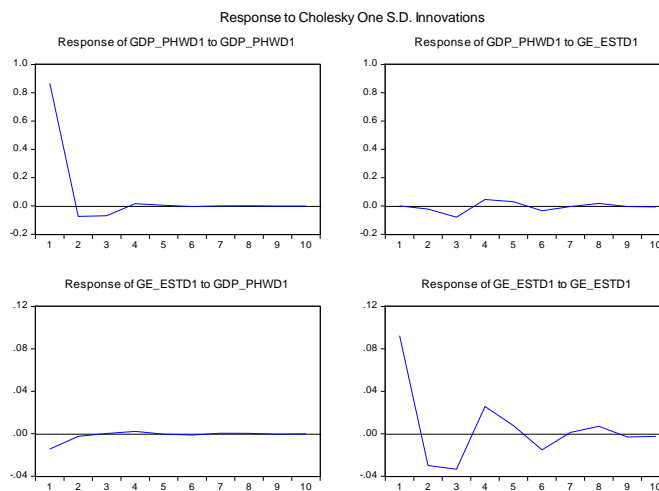 Response to Cholesky One S.D. Innovations
Response of GDP_PHWD1 to GDP_PHWD1
Response of GDP_PHWD1 to GE_ESTD1
1.0
0.8
0.6
0.4
0.2
0.0
-0.2
1 2 3 4 5 6 7 8 9 10
1.0
0.8
0.6
0.4
0.2
0.0
-0.2
1 2 3 4 5 6 7 8 9 10
Response of GE_ESTD1 to GDP_PHWD1
Response of GE_ESTD1 to GE_ESTD1
.12
.08
.04
.00
-.04
1 2 3 4 5 6 7 8 9 10
.12
.08
.04
.00
-.04
1 2 3 4 5 6 7 8 9 10